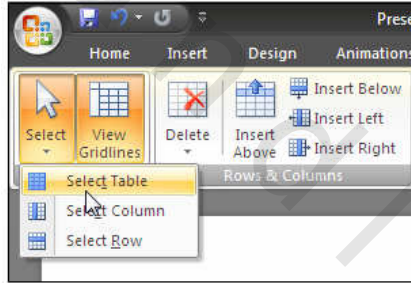 Prese
Home Insert Design Animations
Select View Gridlines Delete Insert Above Insert Below
Insert Left
Insert Right
Rows & Columns
Select Table
Select Column
Select Row